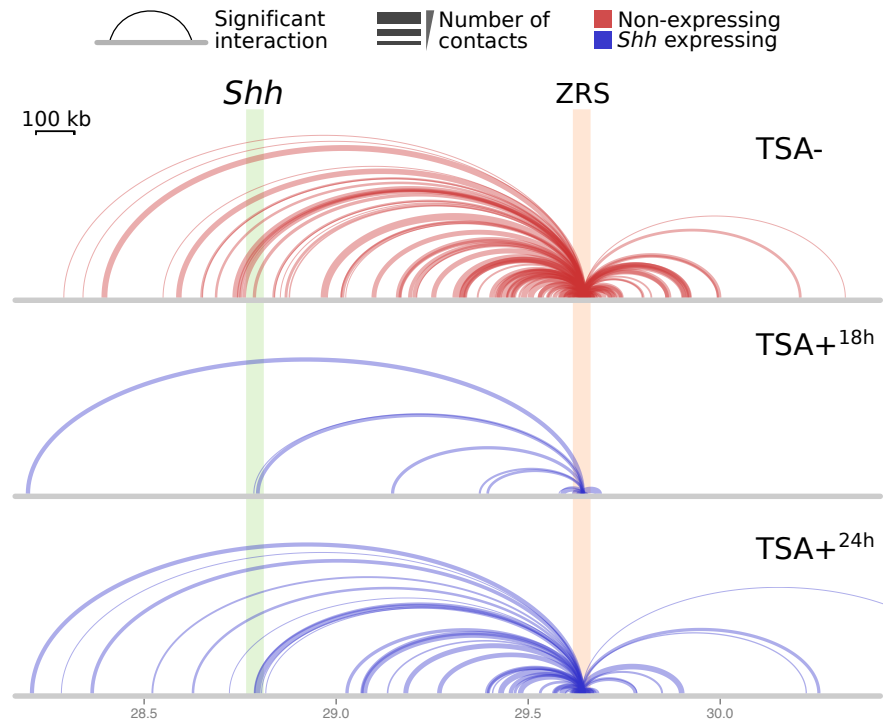 Significant
interaction
Number of
contacts
Non-expressing
Shh expressing
Shh
ZRS
100 kb
TSA-
TSA+18h
TSA+24h
28.5 29.0 29.5 30.0